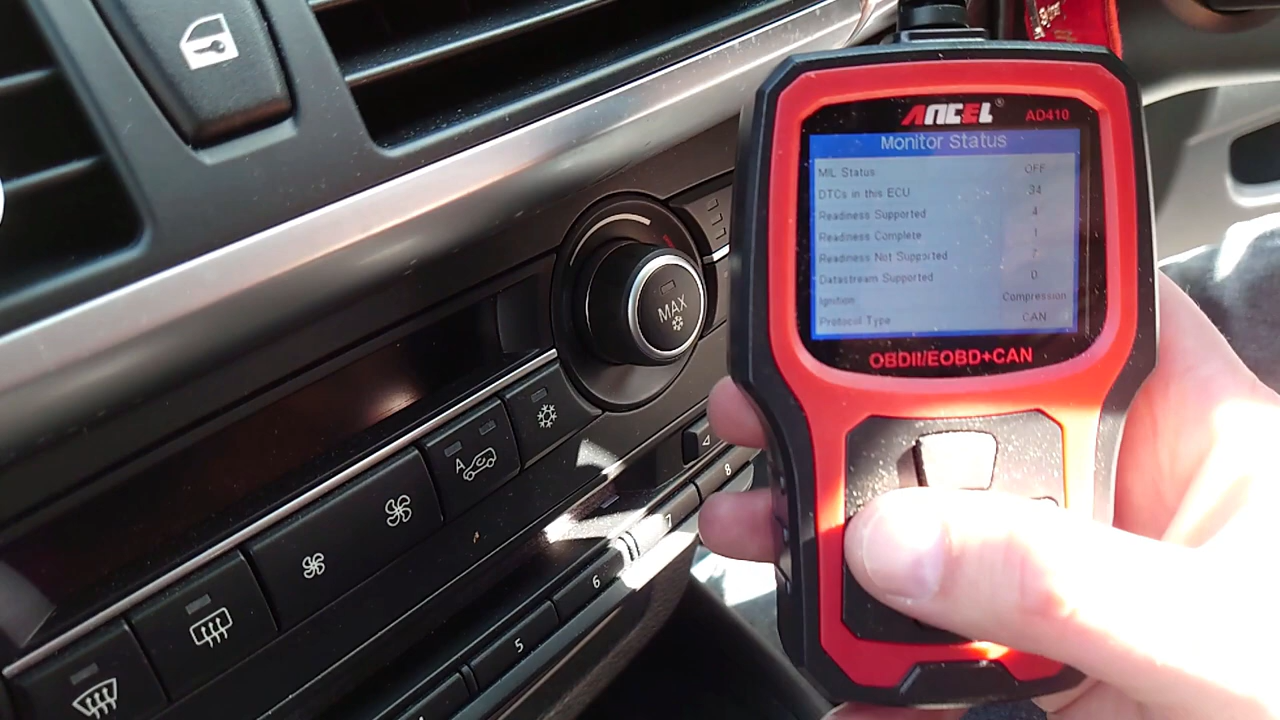 ANCEL®
AD410
Monitor Status
MIL Status OFF
DTCs in this ECU 34
Readiness Supported 4
Readiness Complete 1
Readiness Not Supported 7
Datastream Supported 0
Ignition Compression
Protocol Type CAN
OBDII/EOBD+CAN
MAX
A
8
7
6
5